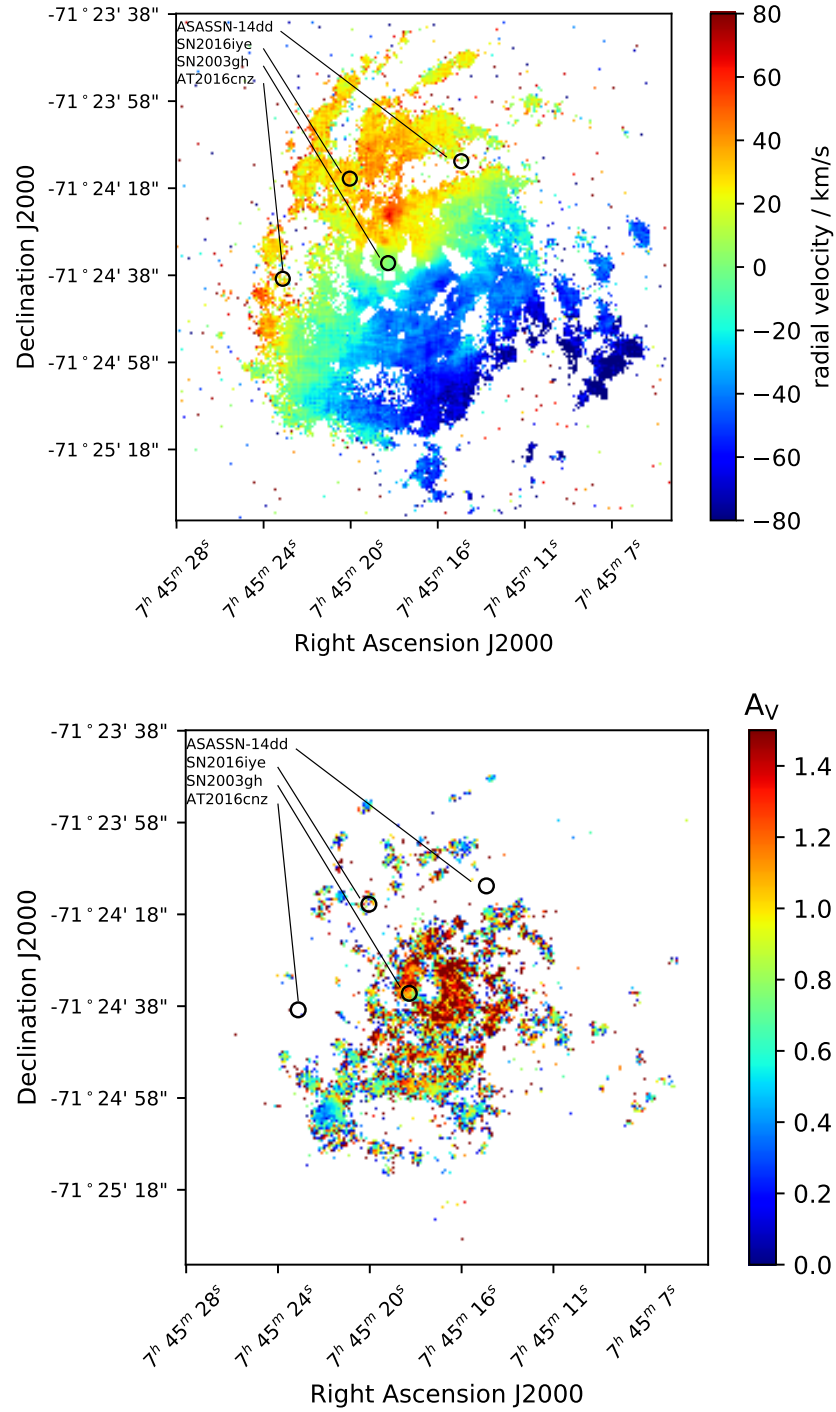 -71°23' 38"
ASASSN-14dd
SN2016iye
SN2003gh
AT2016cnz
-71°23' 58"
-71°24' 18"
-71°24' 38"
-71°24' 58"
-71°25' 18"
Declination J2000
7h 45m 28s
7h 45m 24s
7h 45m 20s
7h 45m 16s
7h 45m 11s
7h 45m 7s
Right Ascension J2000
80
60
40
20
0
−20
−40
−60
−80
radial velocity / km/s
AV
-71°23' 38"
ASASSN-14dd
SN2016iye
SN2003gh
AT2016cnz
-71°23' 58"
-71°24' 18"
-71°24' 38"
-71°24' 58"
-71°25' 18"
Declination J2000
7h 45m 28s
7h 45m 24s
7h 45m 20s
7h 45m 16s
7h 45m 11s
7h 45m 7s
Right Ascension J2000
1.4
1.2
1.0
0.8
0.6
0.4
0.2
0.0